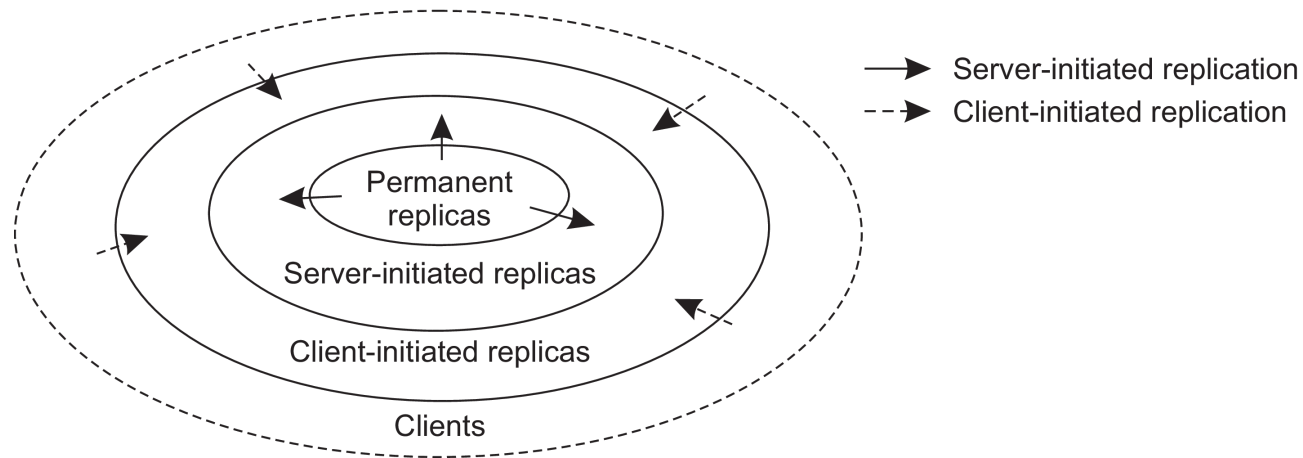 Server-initiated replication
Client-initiated replication
Permanent
replicas
Server-initiated replicas
Client-initiated replicas
Clients